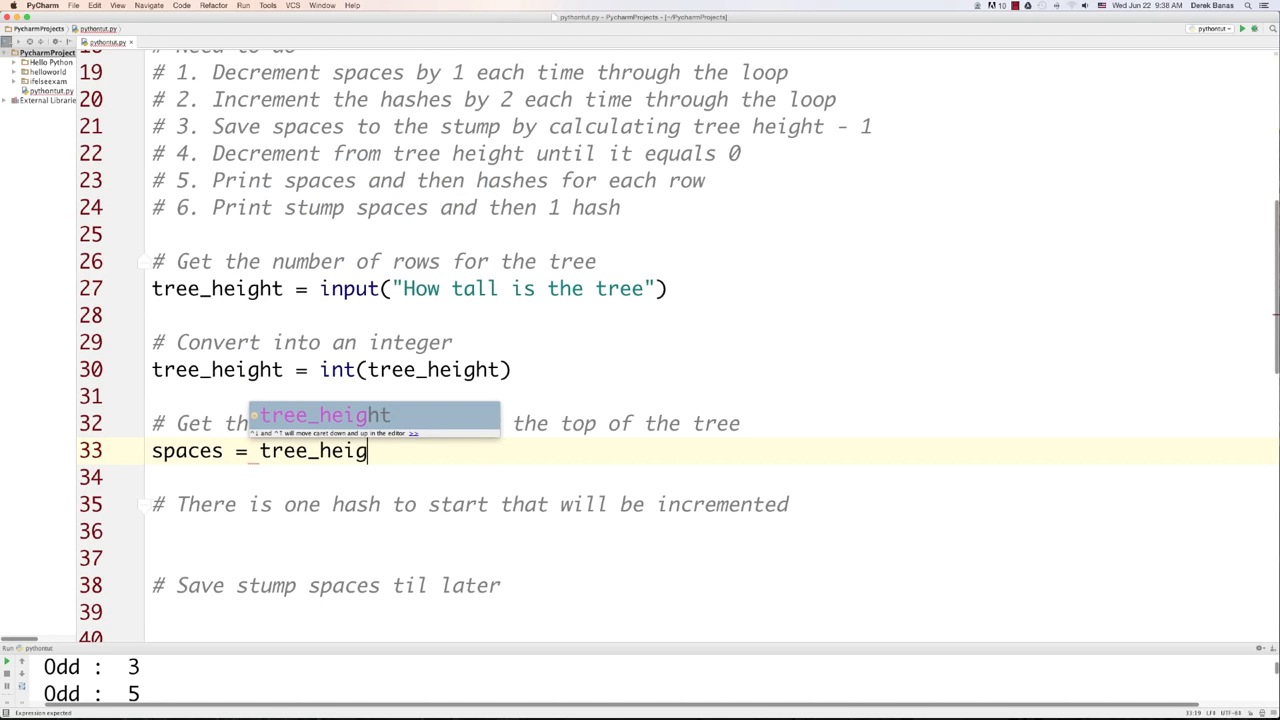 PyCharm File Edit View Navigate Code Refactor Run Tools VCS Window Help 10 Wed Jun 22 9:38 AM Derek Banas
pythontut.py - PycharmProjects - [~/PycharmProjects]
PycharmProjects pythontut.py pythontut
pythontut.py
PycharmProject
Hello Python
helloworld
ifelseexam
pythontut.py
External Librarie
18 # Need to do
19 # 1. Decrement spaces by 1 each time through the loop
20 # 2. Increment the hashes by 2 each time through the loop
21 # 3. Save spaces to the stump by calculating tree height - 1
22 # 4. Decrement from tree height until it equals 0
23 # 5. Print spaces and then hashes for each row
24 # 6. Print stump spaces and then 1 hash
25
26 # Get the number of rows for the tree
27 tree_height = input("How tall is the tree")
28
29 # Convert into an integer
30 tree_height = int(tree_height)
31
tree_height
32 # Get th the top of the tree
^↓ and ^↑ will move caret down and up in the editor >>
33 spaces = tree_heig
34
35 # There is one hash to start that will be incremented
36
37
38 # Save stump spaces til later
39
40
Run pythontut
Odd : 3
Odd : 5
Expression expected 33:19 LF‡ UTF-8‡